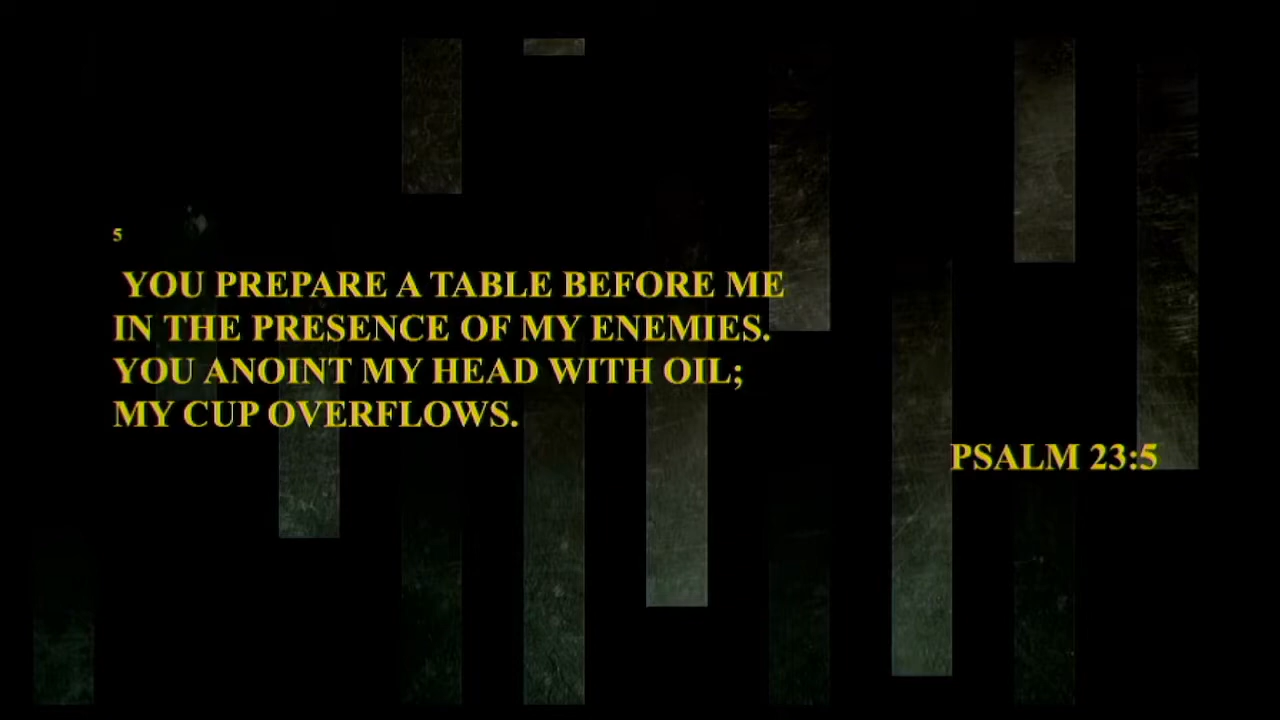 5
YOU PREPARE A TABLE BEFORE ME
IN THE PRESENCE OF MY ENEMIES.
YOU ANOINT MY HEAD WITH OIL;
MY CUP OVERFLOWS.
PSALM 23:5